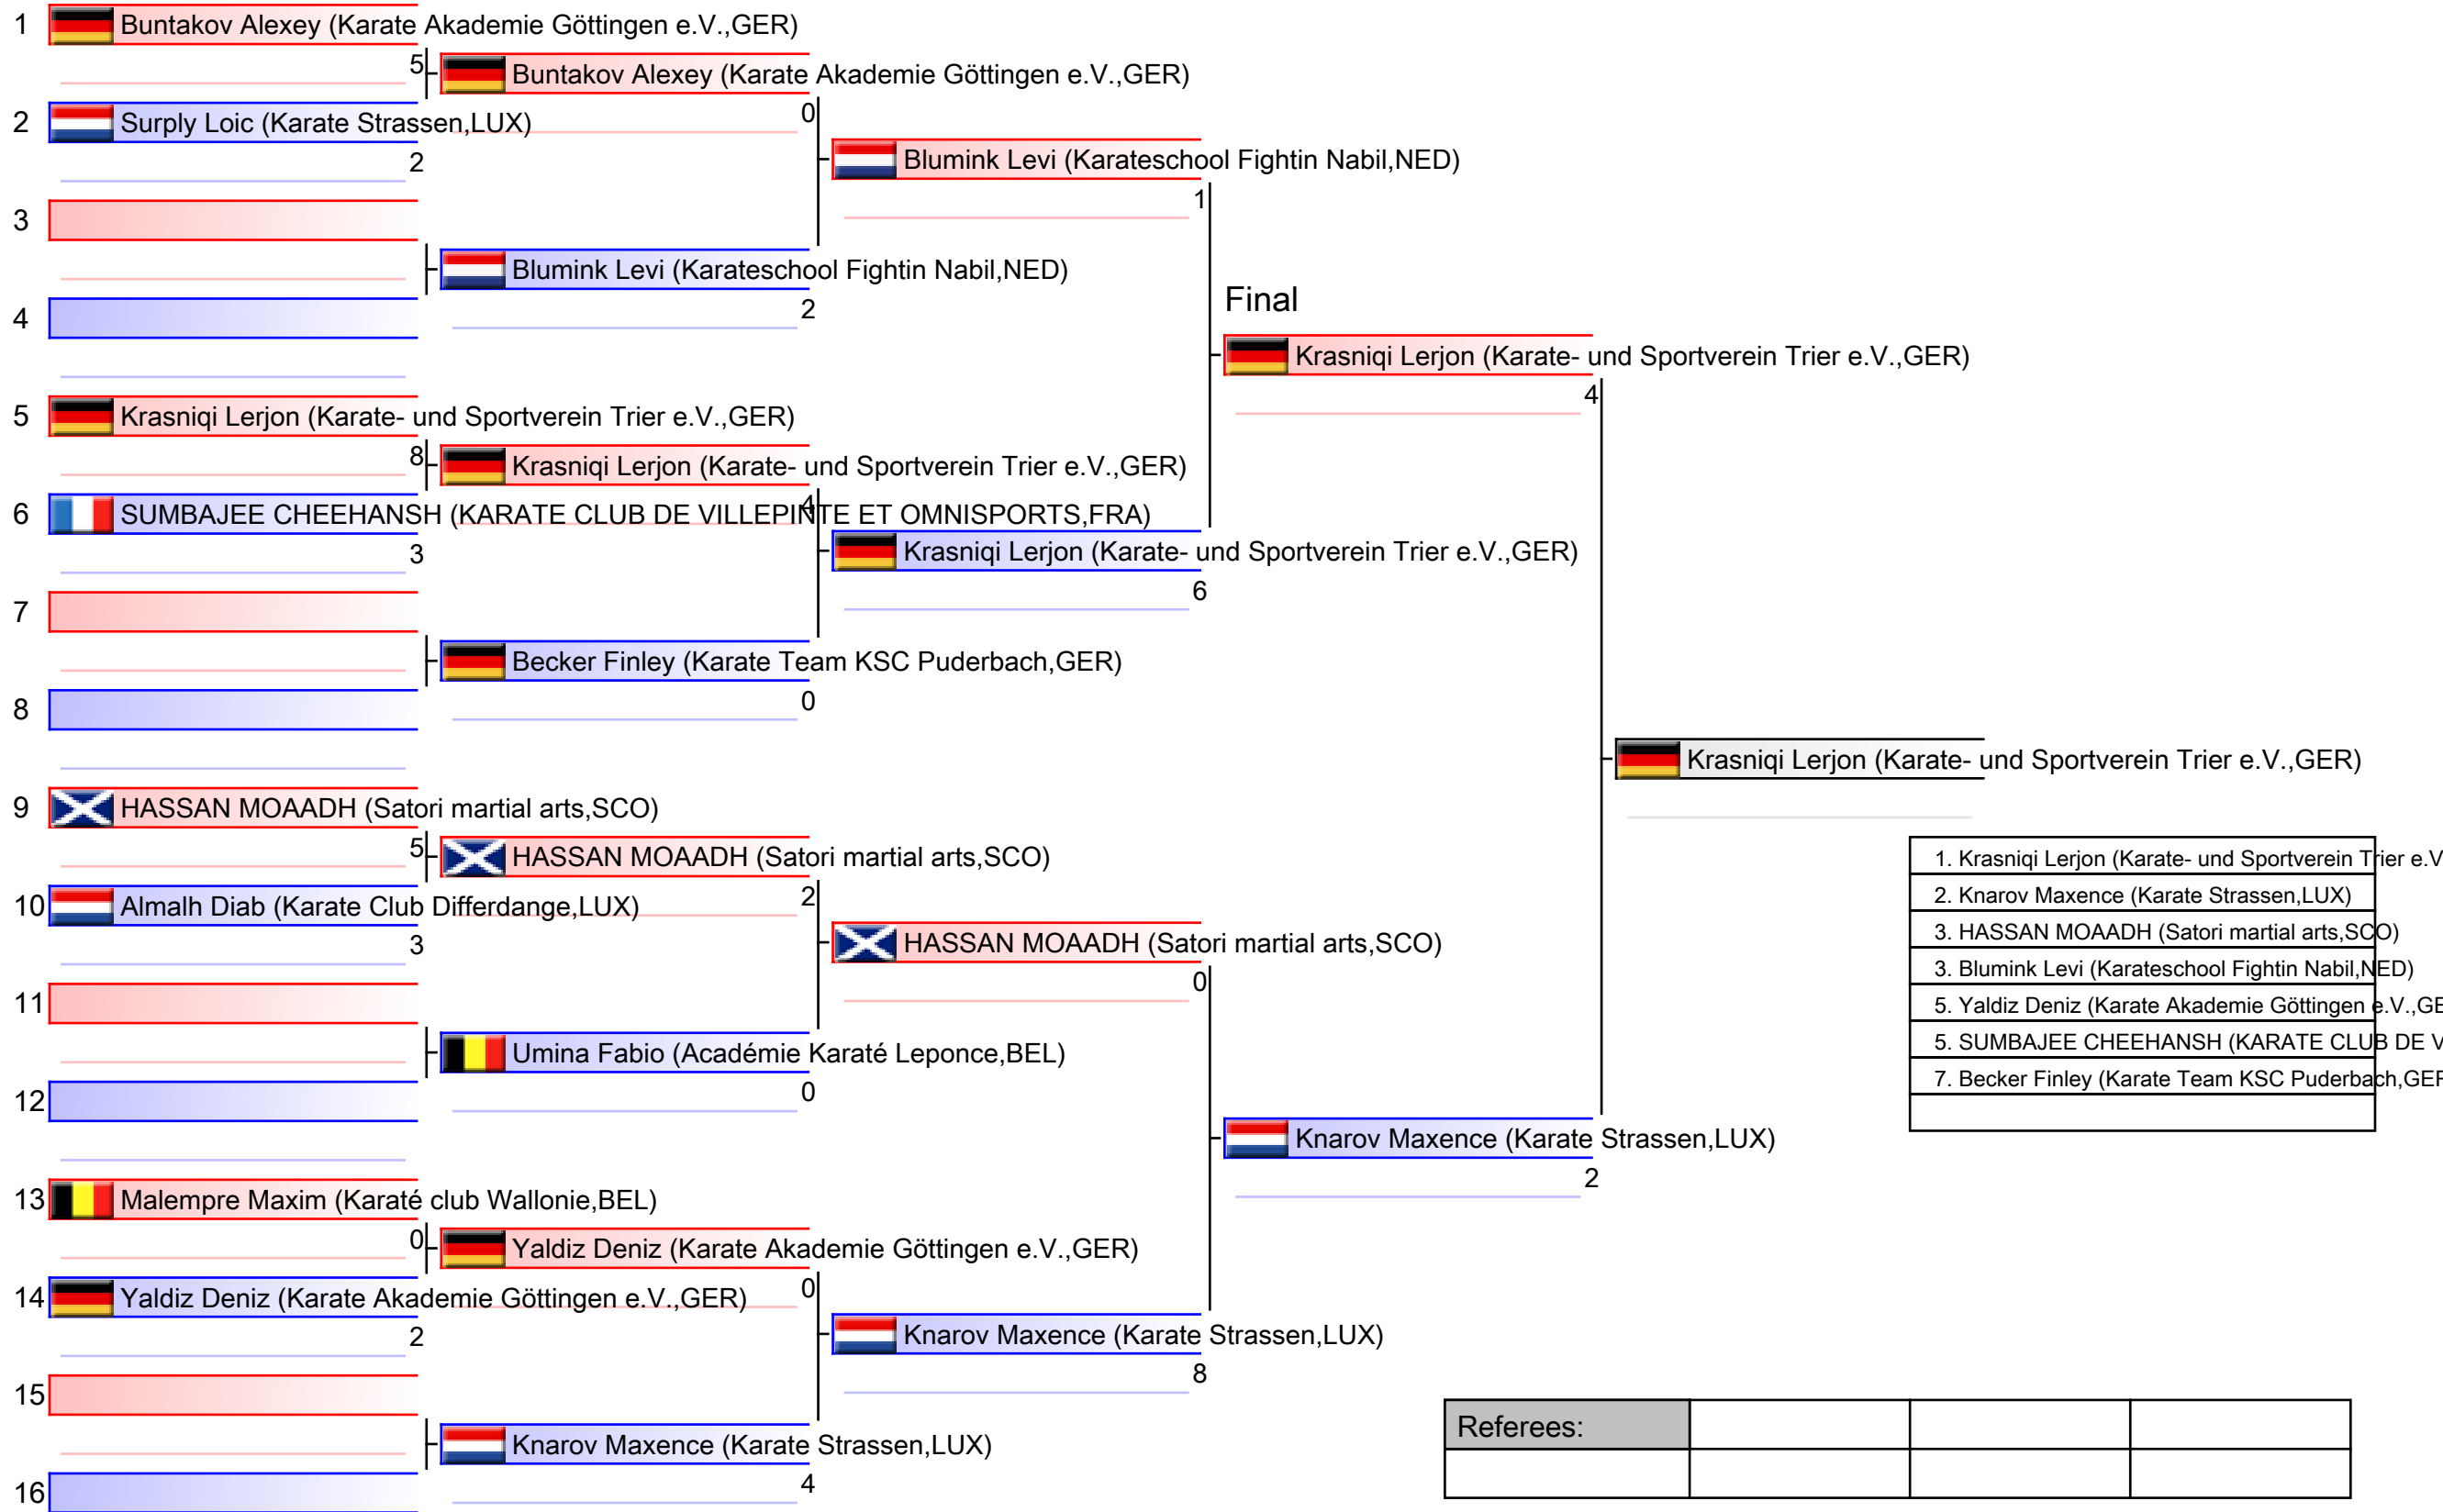 1 Buntakov Alexey (Karate Akademie Göttingen e.V.,GER)
5
Buntakov Alexey (Karate Akademie Göttingen e.V.,GER)
0
2 Surply Loic (Karate Strassen,LUX)
2
Blumink Levi (Karateschool Fightin Nabil,NED)
1
3
Blumink Levi (Karateschool Fightin Nabil,NED)
2
4
Final
Krasniqi Lerjon (Karate- und Sportverein Trier e.V.,GER)
4
5 Krasniqi Lerjon (Karate- und Sportverein Trier e.V.,GER)
8
Krasniqi Lerjon (Karate- und Sportverein Trier e.V.,GER)
4
6 SUMBAJEE CHEEHANSH (KARATE CLUB DE VILLEPINTE ET OMNISPORTS,FRA)
3
Krasniqi Lerjon (Karate- und Sportverein Trier e.V.,GER)
6
7
Becker Finley (Karate Team KSC Puderbach,GER)
0
8
Krasniqi Lerjon (Karate- und Sportverein Trier e.V.,GER)
9 HASSAN MOAADH (Satori martial arts,SCO)
5
HASSAN MOAADH (Satori martial arts,SCO)
2
10 Almalh Diab (Karate Club Differdange,LUX)
3
HASSAN MOAADH (Satori martial arts,SCO)
0
11
Umina Fabio (Académie Karaté Leponce,BEL)
0
12
Knarov Maxence (Karate Strassen,LUX)
2
1. Krasniqi Lerjon (Karate- und Sportverein Trier e.V
2. Knarov Maxence (Karate Strassen,LUX)
3. HASSAN MOAADH (Satori martial arts,SCO)
3. Blumink Levi (Karateschool Fightin Nabil,NED)
5. Yaldiz Deniz (Karate Akademie Göttingen e.V.,GE
5. SUMBAJEE CHEEHANSH (KARATE CLUB DE V
7. Becker Finley (Karate Team KSC Puderbach,GER
13 Malempre Maxim (Karaté club Wallonie,BEL)
0
Yaldiz Deniz (Karate Akademie Göttingen e.V.,GER)
0
14 Yaldiz Deniz (Karate Akademie Göttingen e.V.,GER)
2
Knarov Maxence (Karate Strassen,LUX)
8
15
Knarov Maxence (Karate Strassen,LUX)
4
16
Referees: